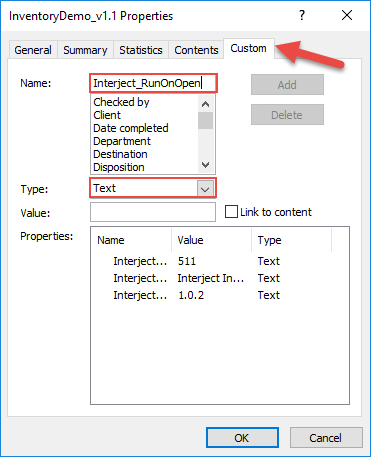 InventoryDemo_v1.1 Properties
General Summary Statistics Contents Custom
Name: Interject_RunOnOpen Add
Checked by
Client
Date completed
Department
Destination
Disposition
Delete
Type: Text
Value: Link to content
Properties: Name Value Type
Interject... 511 Text
Interject... Interject In... Text
Interject... 1.0.2 Text
OK Cancel